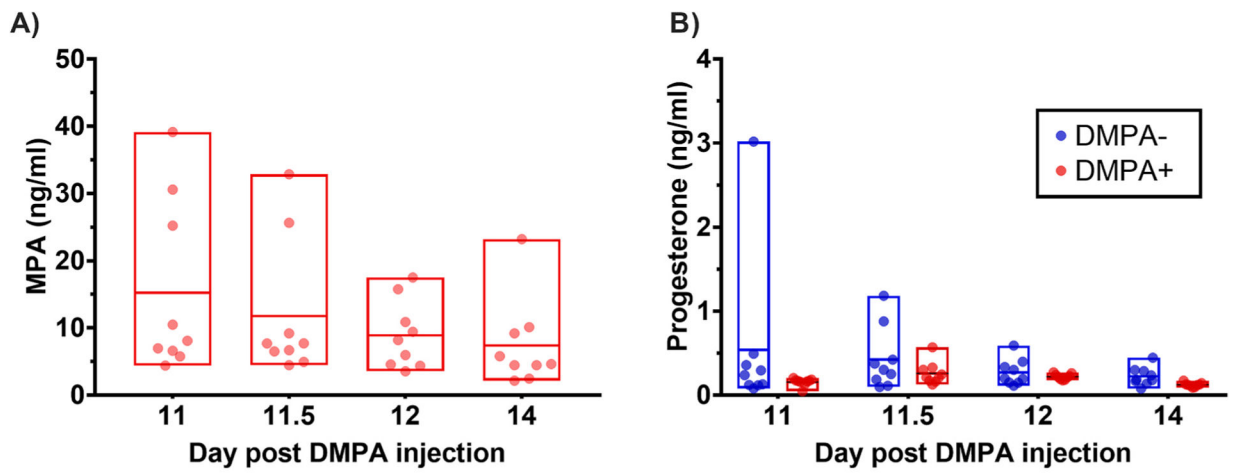 A)
50
40
30
20
10
0
MPA (ng/ml)
11 11.5 12 14
Day post DMPA injection
B)
4
3
2
1
0
Progesterone (ng/ml)
DMPA-
DMPA+
11 11.5 12 14
Day post DMPA injection